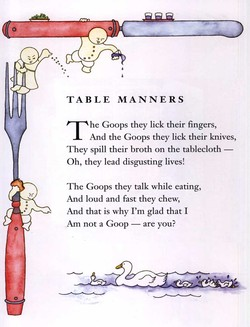 TABLE MANNERS
The Goops they lick their fingers,
And the Goops they lick their knives,
They spill their broth on the tablecloth —
Oh, they lead disgusting lives!
The Goops they talk while eating,
And loud and fast they chew,
And that is why I'm glad that I
Am not a Goop — are you?